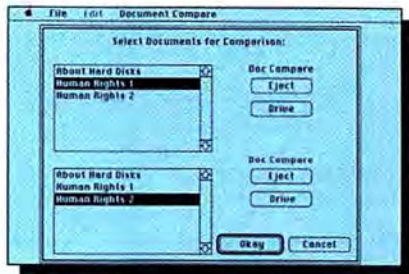 File Edit Document Compare
Select Documents for Comparison:
About Hard Disks
Human Rights 1
Human Rights 2
Doc Compare
Eject
Drive
About Hard Disks
Human Rights 1
Human Rights 2
Doc Compare
Eject
Drive
Okay Cancel